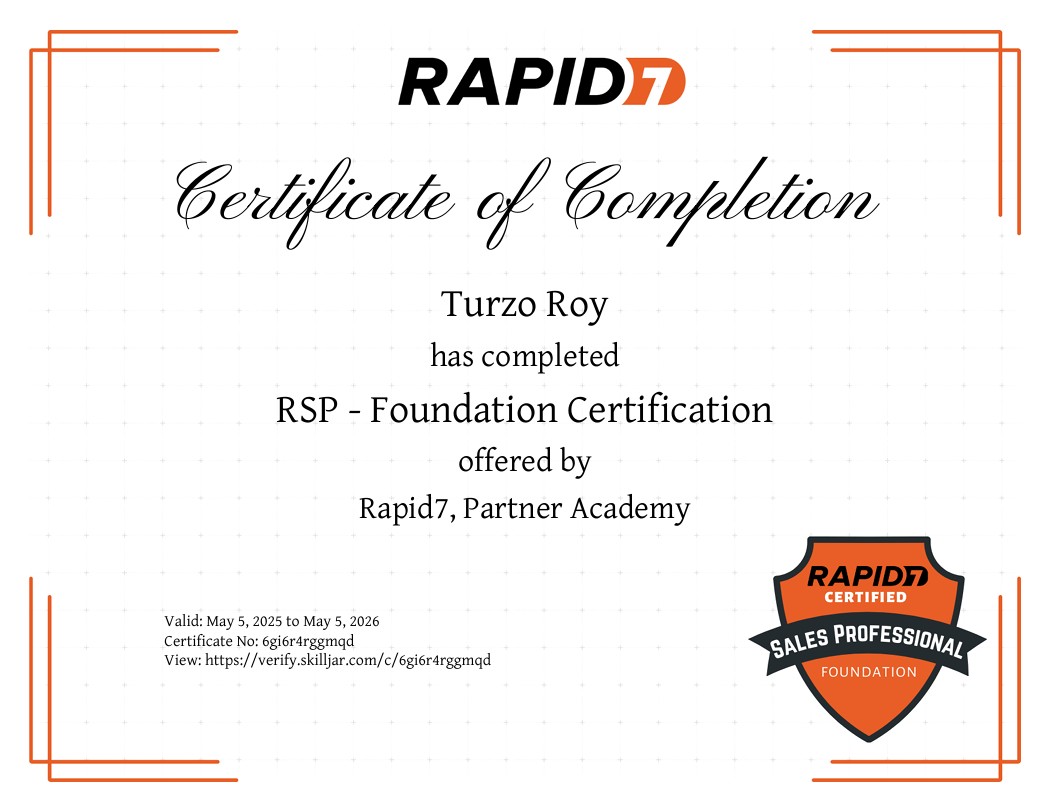 RAPID7
Certificate of Completion
Turzo Roy
has completed
RSP - Foundation Certification
offered by
Rapid7, Partner Academy
Valid: May 5, 2025 to May 5, 2026
Certificate No: 6gi6r4rggmqd
View: https://verify.skilljar.com/c/6gi6r4rggmqd
RAPID7
CERTIFIED
SALES PROFESSIONAL
FOUNDATION